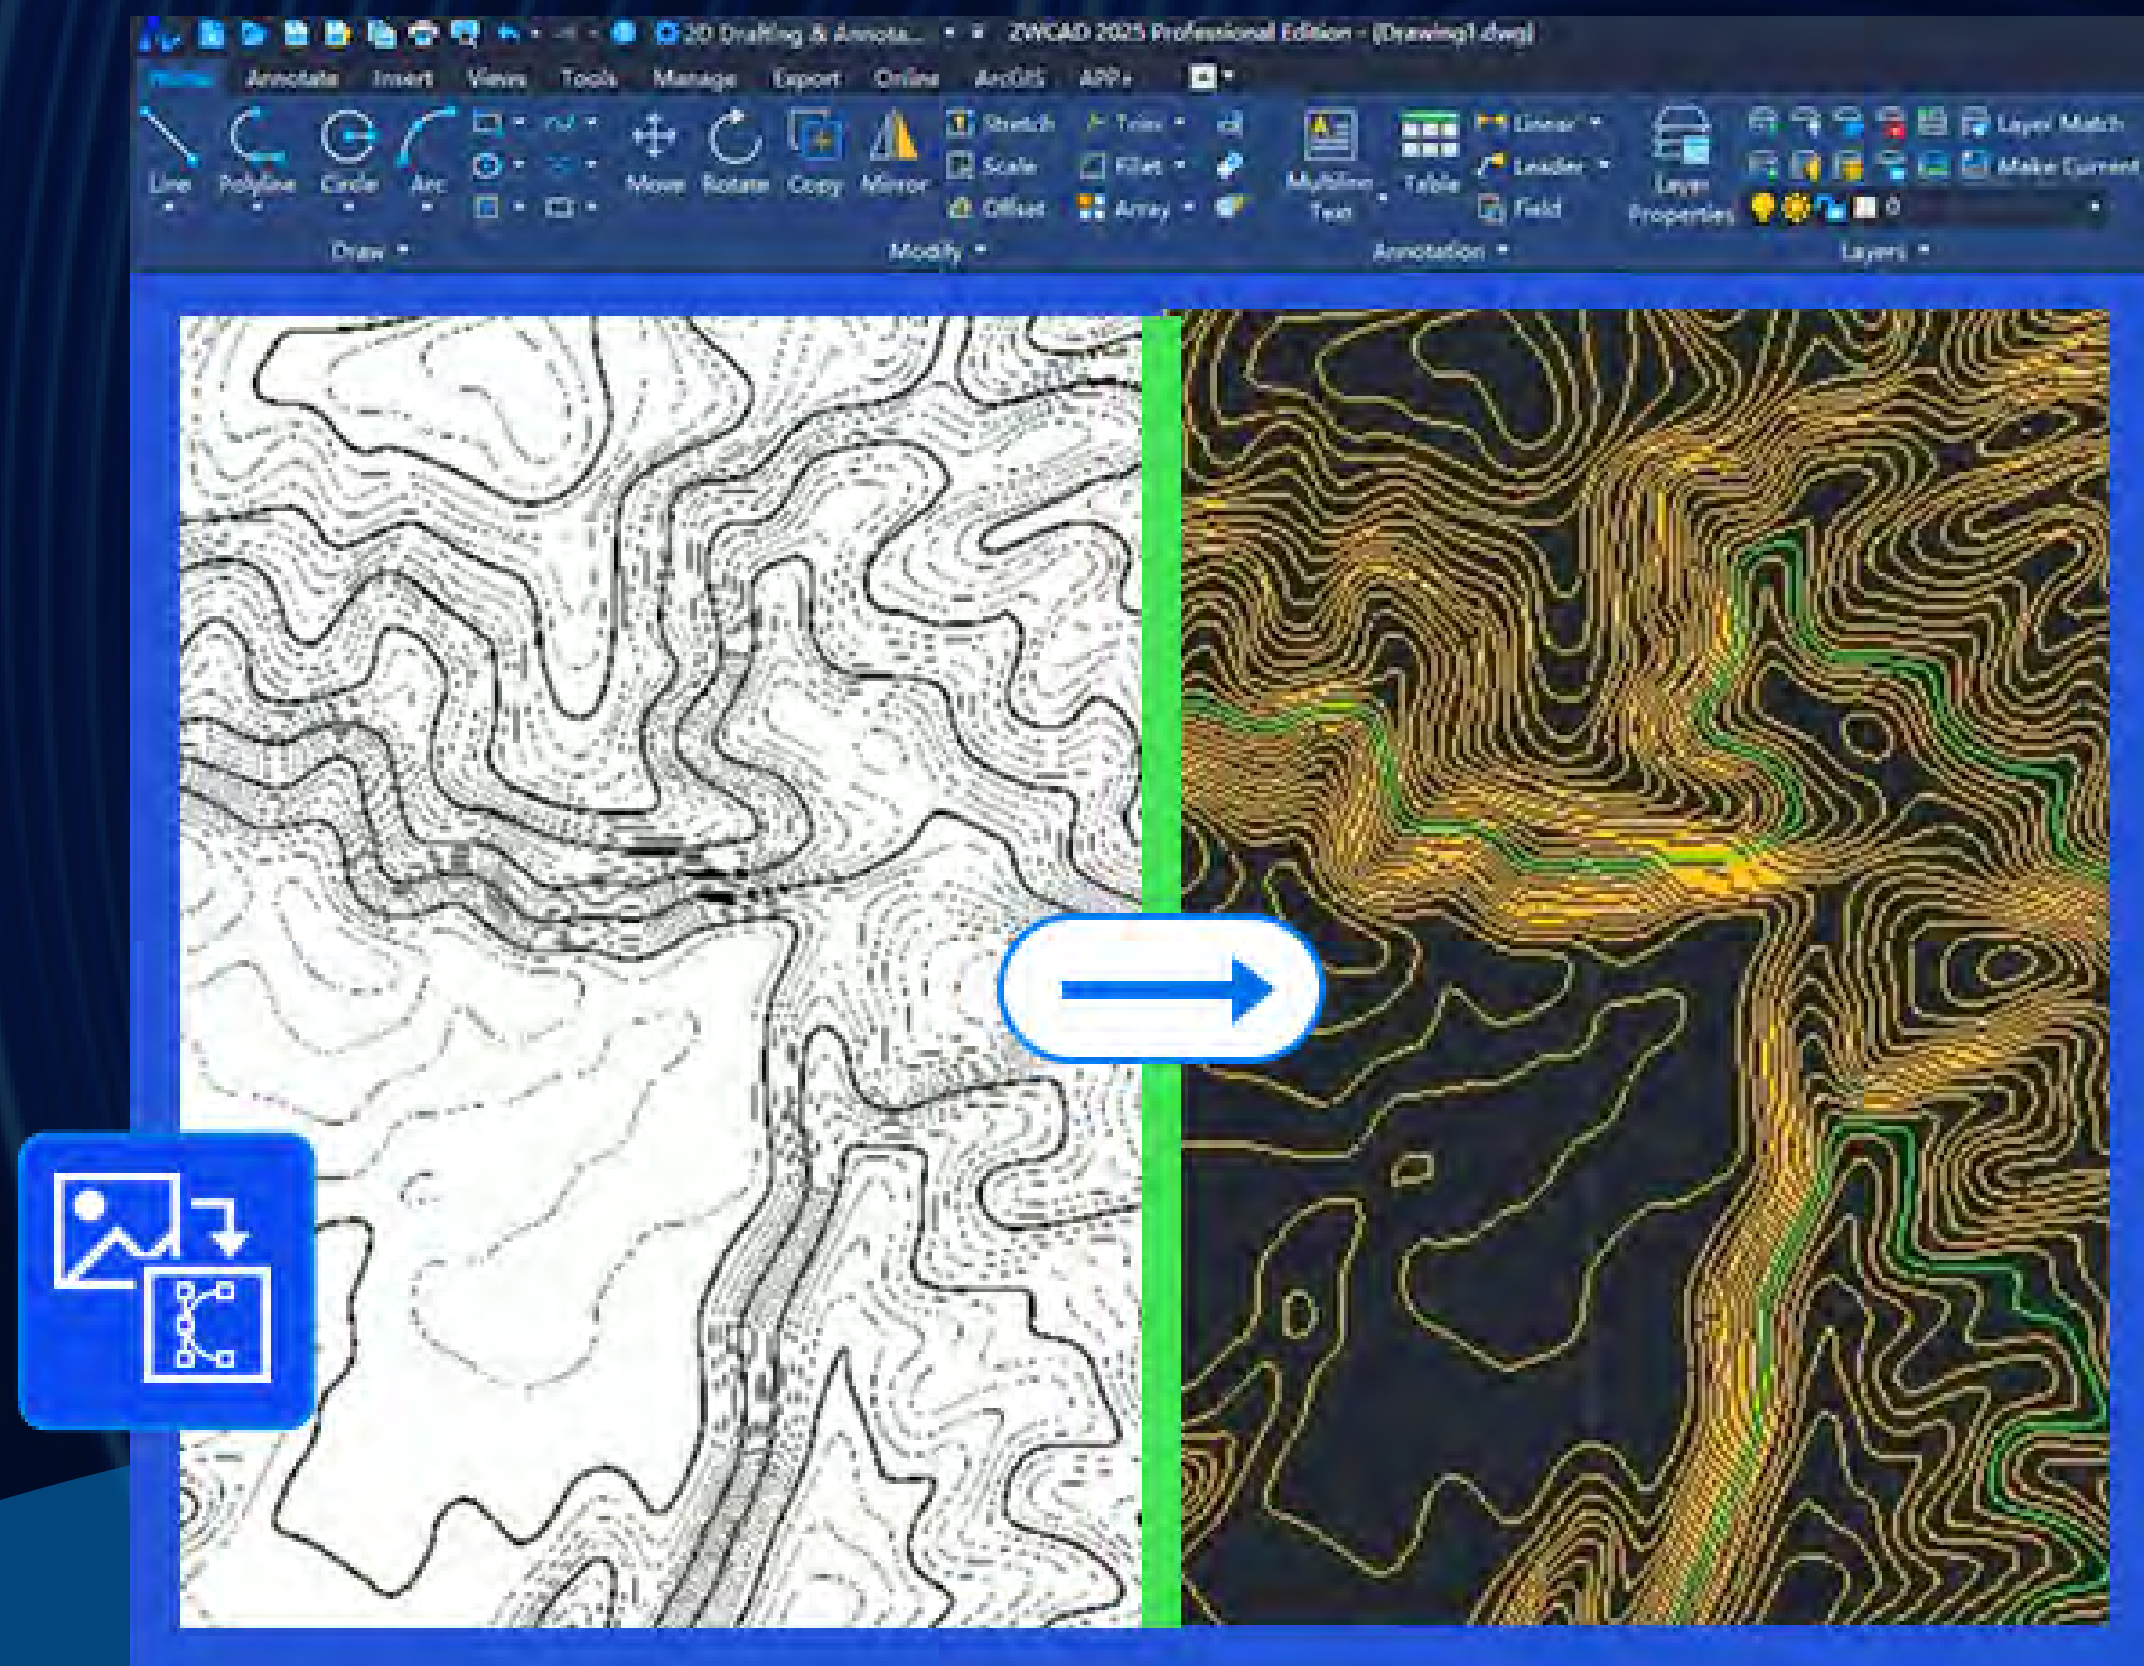 2D Drafting & Annota... ZWCAD 2025 Professional Edition - [Drawing1.dwg]
Home Annotate Insert Views Tools Manage Export Online ArcGIS APP+
Stretch Trim Linear Layer Match
Scale Fillet Leader Make Current
Line Polyline Circle Arc Move Rotate Copy Mirror Multiline Text Table Layer Properties
Offset Array Field 0
Draw Modify Annotation Layers